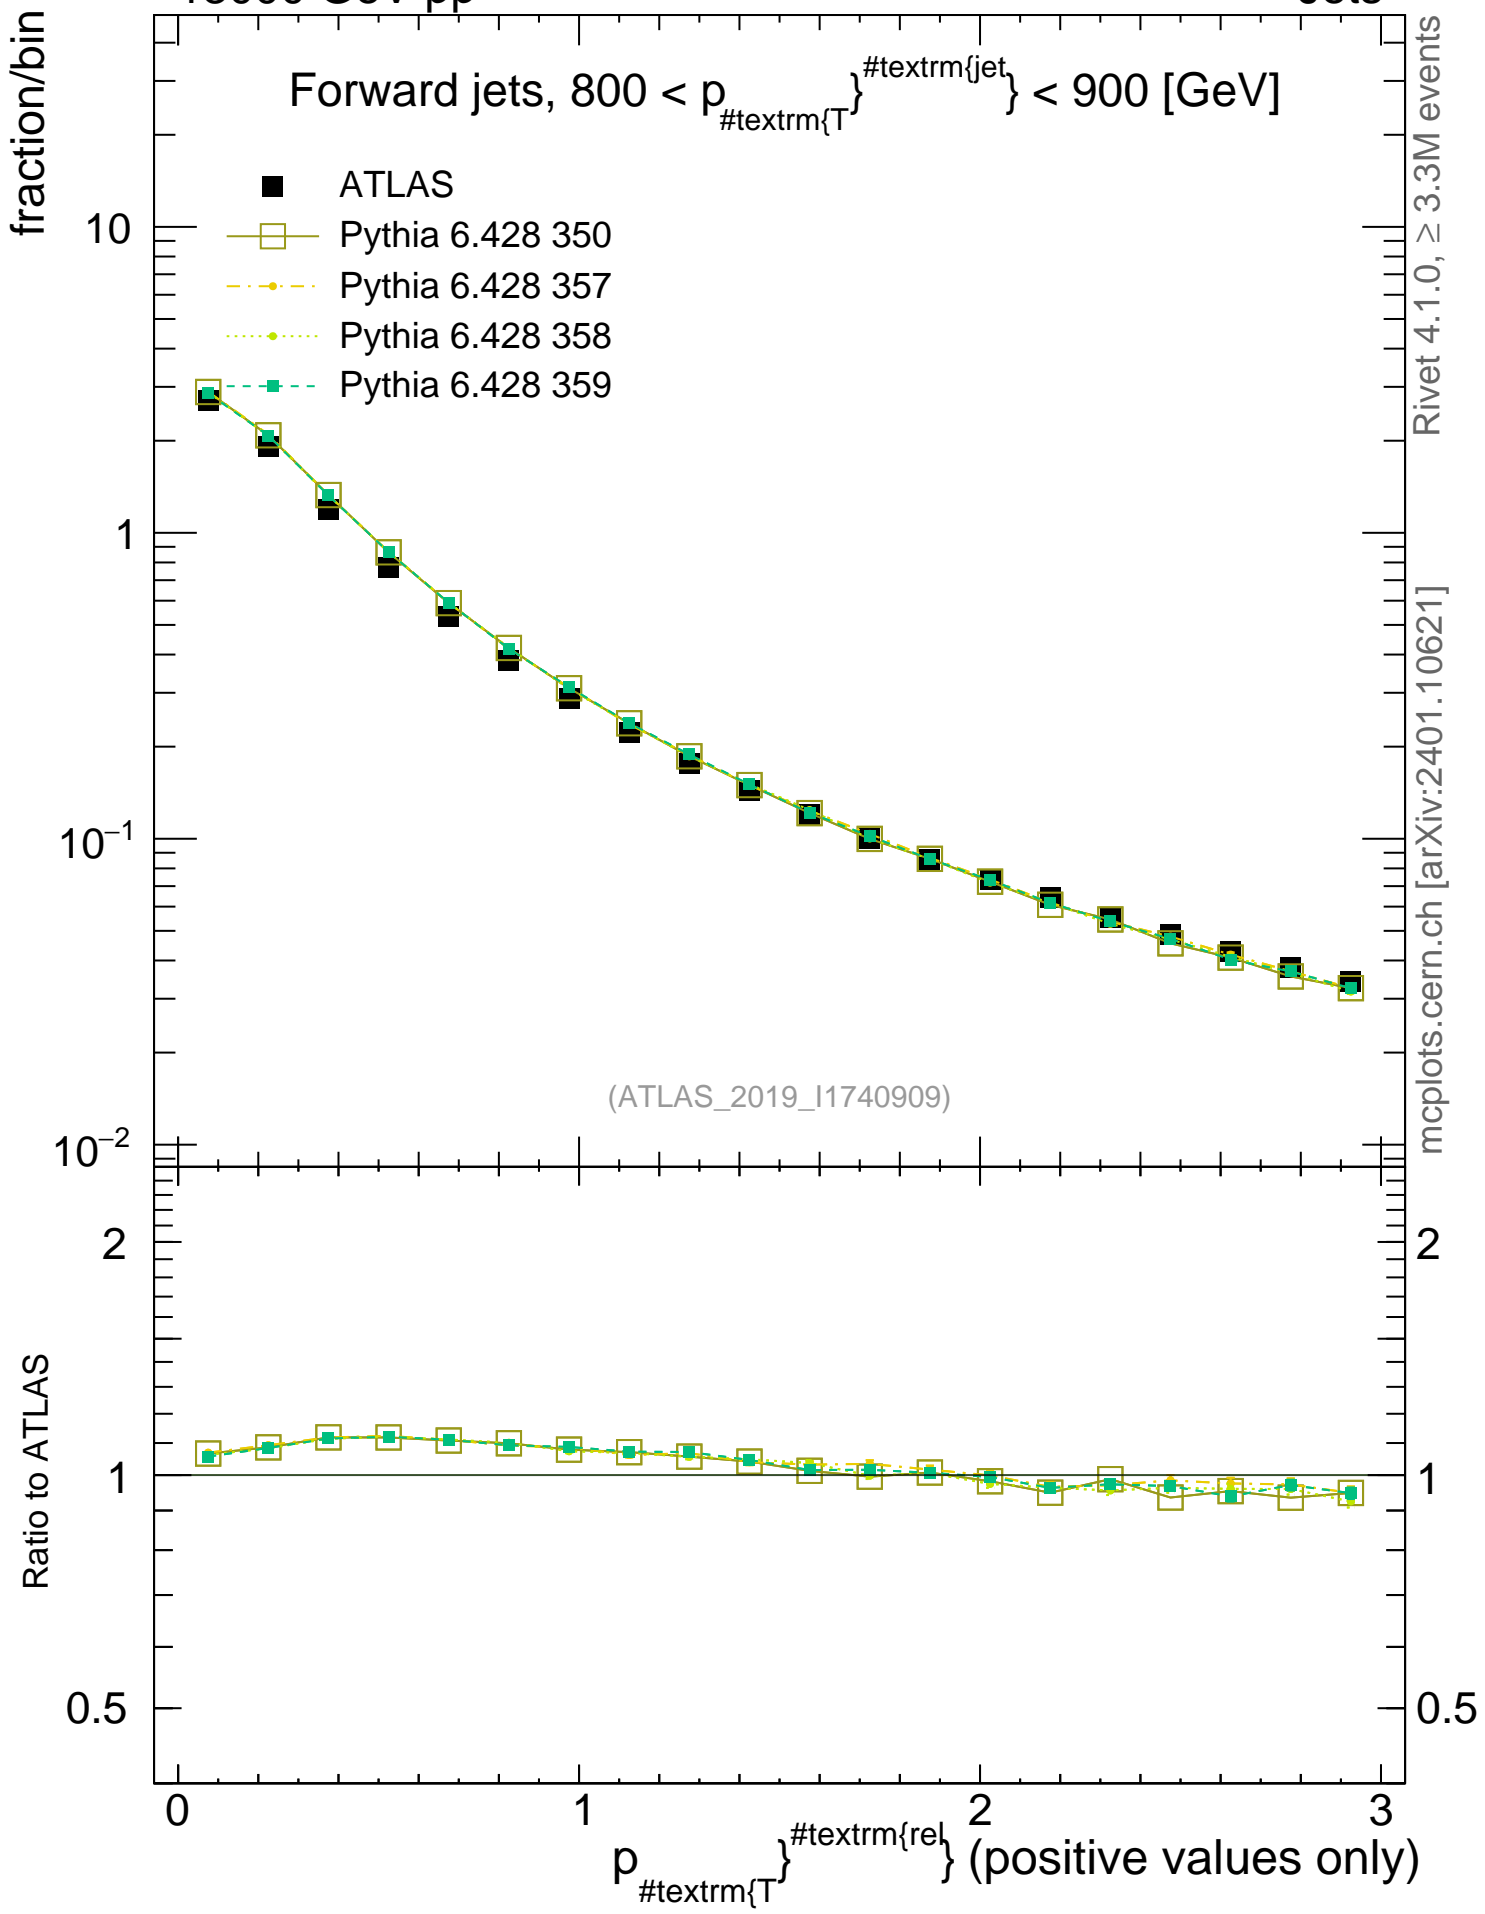 fraction/bin
Forward jets, 800 < p_#textrm{T}^#textrm{jet} < 900 [GeV]
ATLAS
Pythia 6.428 350
Pythia 6.428 357
Pythia 6.428 358
Pythia 6.428 359
10
1
10−1
10−2
(ATLAS_2019_I1740909)
Rivet 4.1.0, ≥ 3.3M events
mcplots.cern.ch [arXiv:2401.10621]
Ratio to ATLAS
2
1
0.5
2
1
0.5
0 1 2 3
p_#textrm{T}^#textrm{rel} (positive values only)